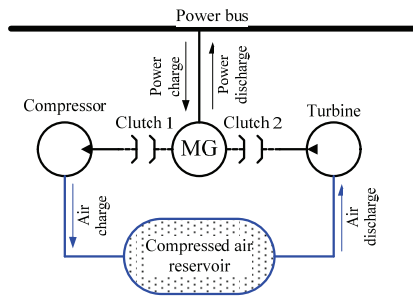 Power bus
Power
charge
Power
discharge
Compressor
Clutch 1
MG
Clutch 2
Turbine
Air
charge
Compressed air
reservoir
Air
discharge